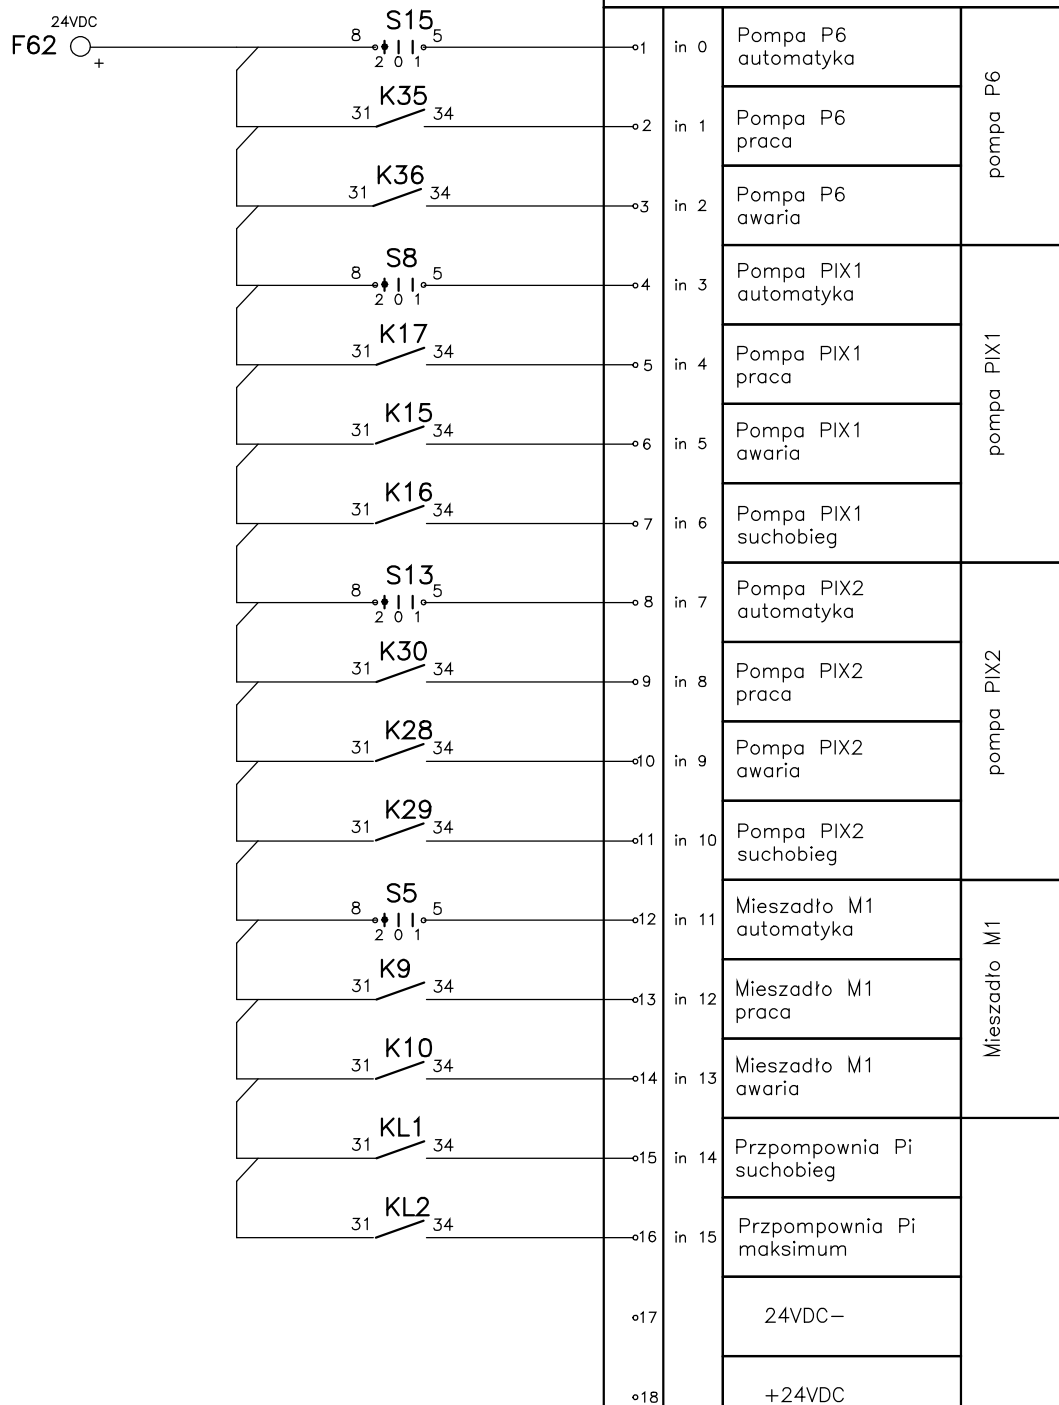 24VDC
F62
+
8 S15 5
2 0 1
1 in 0 Pompa P6
automatyka
31 K35 34
2 in 1 Pompa P6
praca
31 K36 34
3 in 2 Pompa P6
awaria
pompa P6
8 S8 5
2 0 1
4 in 3 Pompa PIX1
automatyka
31 K17 34
5 in 4 Pompa PIX1
praca
31 K15 34
6 in 5 Pompa PIX1
awaria
31 K16 34
7 in 6 Pompa PIX1
suchobieg
pompa PIX1
8 S13 5
2 0 1
8 in 7 Pompa PIX2
automatyka
31 K30 34
9 in 8 Pompa PIX2
praca
31 K28 34
10 in 9 Pompa PIX2
awaria
31 K29 34
11 in 10 Pompa PIX2
suchobieg
pompa PIX2
8 S5 5
2 0 1
12 in 11 Mieszadło M1
automatyka
31 K9 34
13 in 12 Mieszadło M1
praca
31 K10 34
14 in 13 Mieszadło M1
awaria
Mieszadło M1
31 KL1 34
15 in 14 Przpompownia Pi
suchobieg
31 KL2 34
16 in 15 Przpompownia Pi
maksimum
17 24VDC−
18 +24VDC